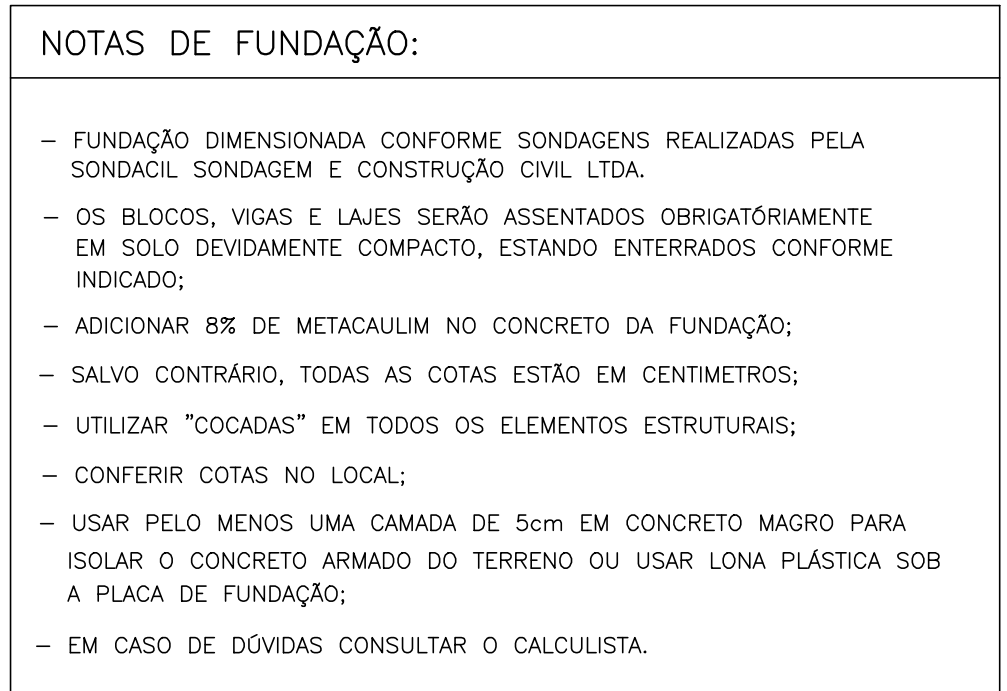 NOTAS DE FUNDAÇÃO:
– FUNDAÇÃO DIMENSIONADA CONFORME SONDAGENS REALIZADAS PELA
SONDACIL SONDAGEM E CONSTRUÇÃO CIVIL LTDA.
– OS BLOCOS, VIGAS E LAJES SERÃO ASSENTADOS OBRIGATÓRIAMENTE
EM SOLO DEVIDAMENTE COMPACTO, ESTANDO ENTERRADOS CONFORME
INDICADO;
– ADICIONAR 8% DE METACAULIM NO CONCRETO DA FUNDAÇÃO;
– SALVO CONTRÁRIO, TODAS AS COTAS ESTÃO EM CENTIMETROS;
– UTILIZAR ”COCADAS” EM TODOS OS ELEMENTOS ESTRUTURAIS;
– CONFERIR COTAS NO LOCAL;
– USAR PELO MENOS UMA CAMADA DE 5cm EM CONCRETO MAGRO PARA
ISOLAR O CONCRETO ARMADO DO TERRENO OU USAR LONA PLÁSTICA SOB
A PLACA DE FUNDAÇÃO;
– EM CASO DE DÚVIDAS CONSULTAR O CALCULISTA.